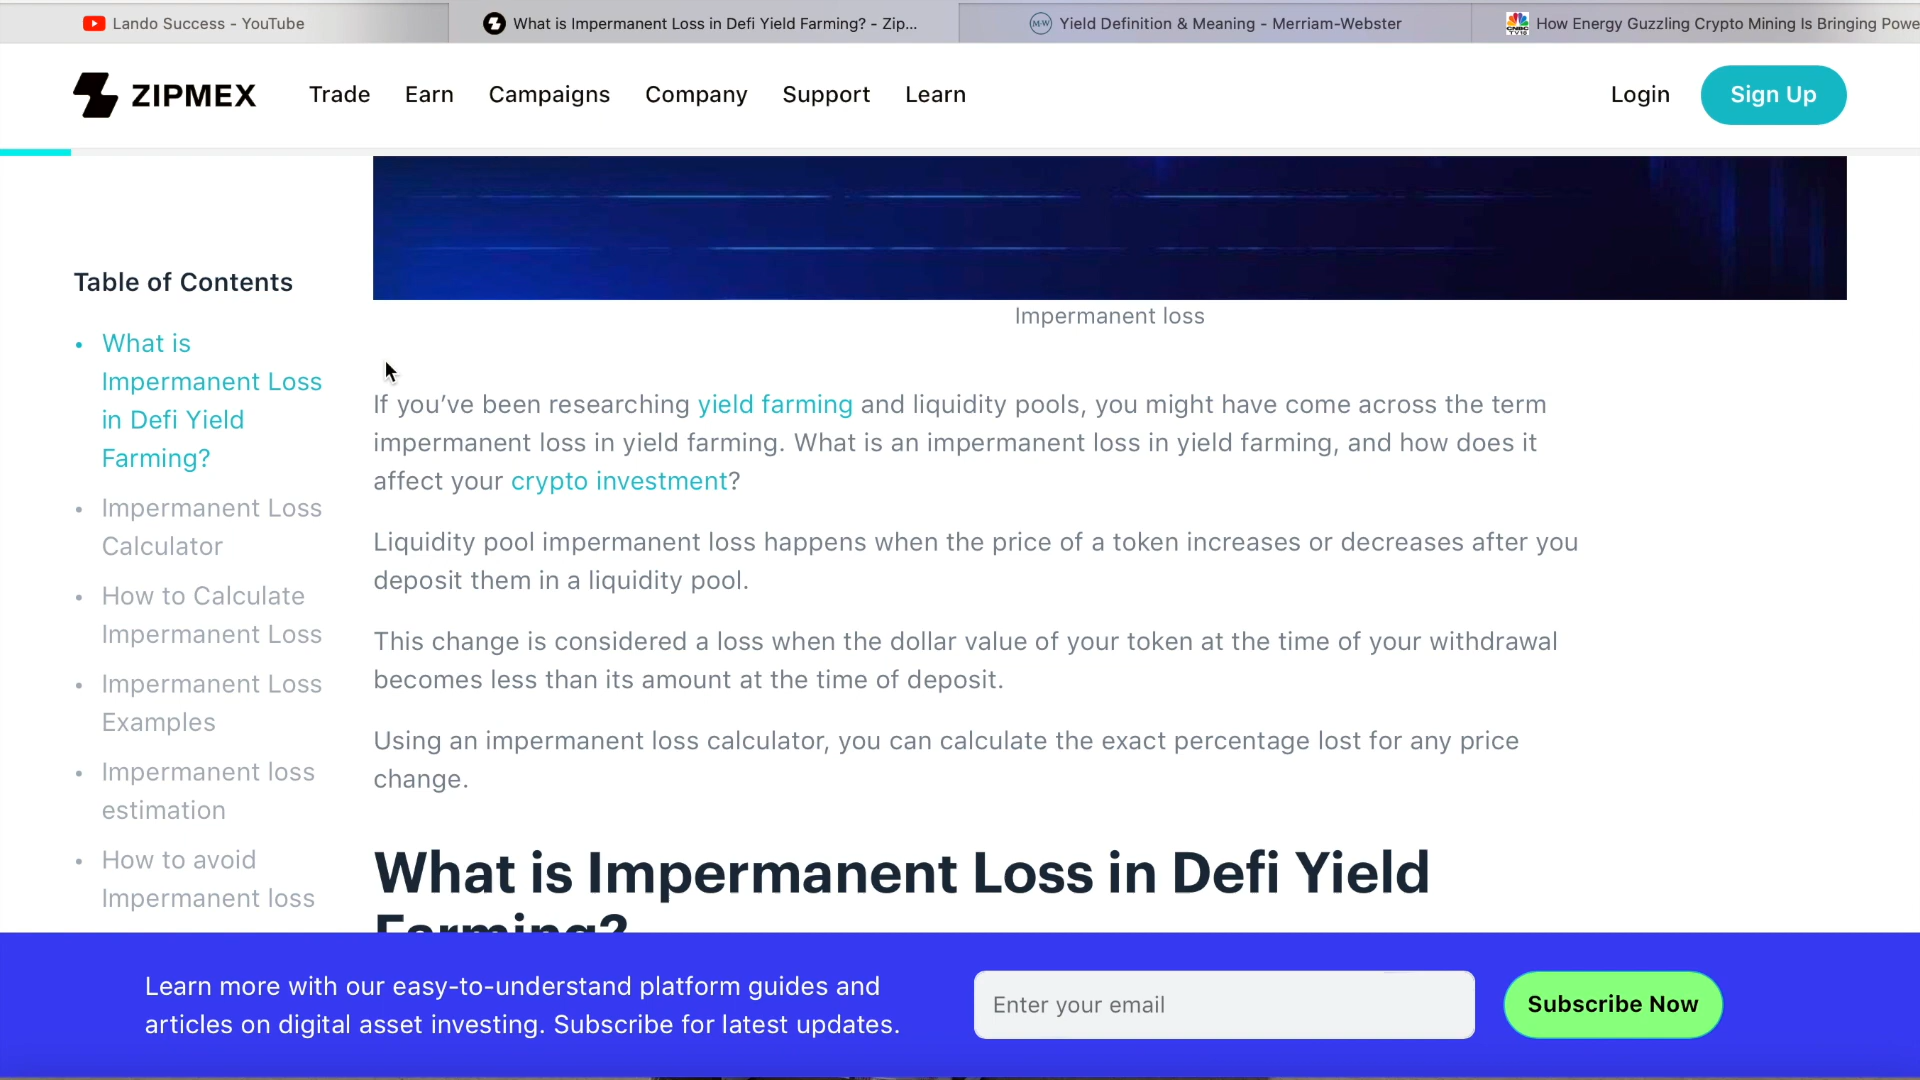 Lando Success - YouTube
What is Impermanent Loss in Defi Yield Farming? - Zip...
Yield Definition & Meaning - Merriam-Webster
How Energy Guzzling Crypto Mining Is Bringing Powe
ZIPMEX
Trade
Earn
Campaigns
Company
Support
Learn
Login
Sign Up
Table of Contents
What is
Impermanent Loss
in Defi Yield
Farming?
Impermanent Loss
Calculator
How to Calculate
Impermanent Loss
Impermanent Loss
Examples
Impermanent loss
estimation
How to avoid
Impermanent loss
Impermanent loss
If you’ve been researching yield farming and liquidity pools, you might have come across the term
impermanent loss in yield farming. What is an impermanent loss in yield farming, and how does it
affect your crypto investment?
Liquidity pool impermanent loss happens when the price of a token increases or decreases after you
deposit them in a liquidity pool.
This change is considered a loss when the dollar value of your token at the time of your withdrawal
becomes less than its amount at the time of deposit.
Using an impermanent loss calculator, you can calculate the exact percentage lost for any price
change.
What is Impermanent Loss in Defi Yield
Farming?
Learn more with our easy-to-understand platform guides and
articles on digital asset investing. Subscribe for latest updates.
Enter your email
Subscribe Now